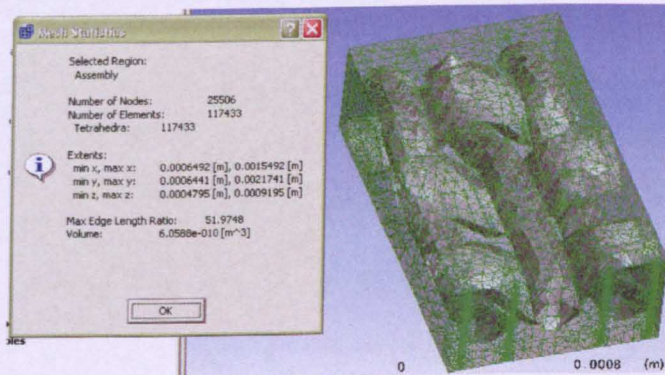 Mesh Statistics
Selected Region:
Assembly
Number of Nodes: 25506
Number of Elements: 117433
Tetrahedra: 117433
Extents:
min x, max x: 0.0006492 [m], 0.0015492 [m]
min y, max y: 0.0006441 [m], 0.0021741 [m]
min z, max z: 0.0004795 [m], 0.0009195 [m]
Max Edge Length Ratio: 51.9748
Volume: 6.0588e-010 [m^3]
OK
0 0.0008 (m)